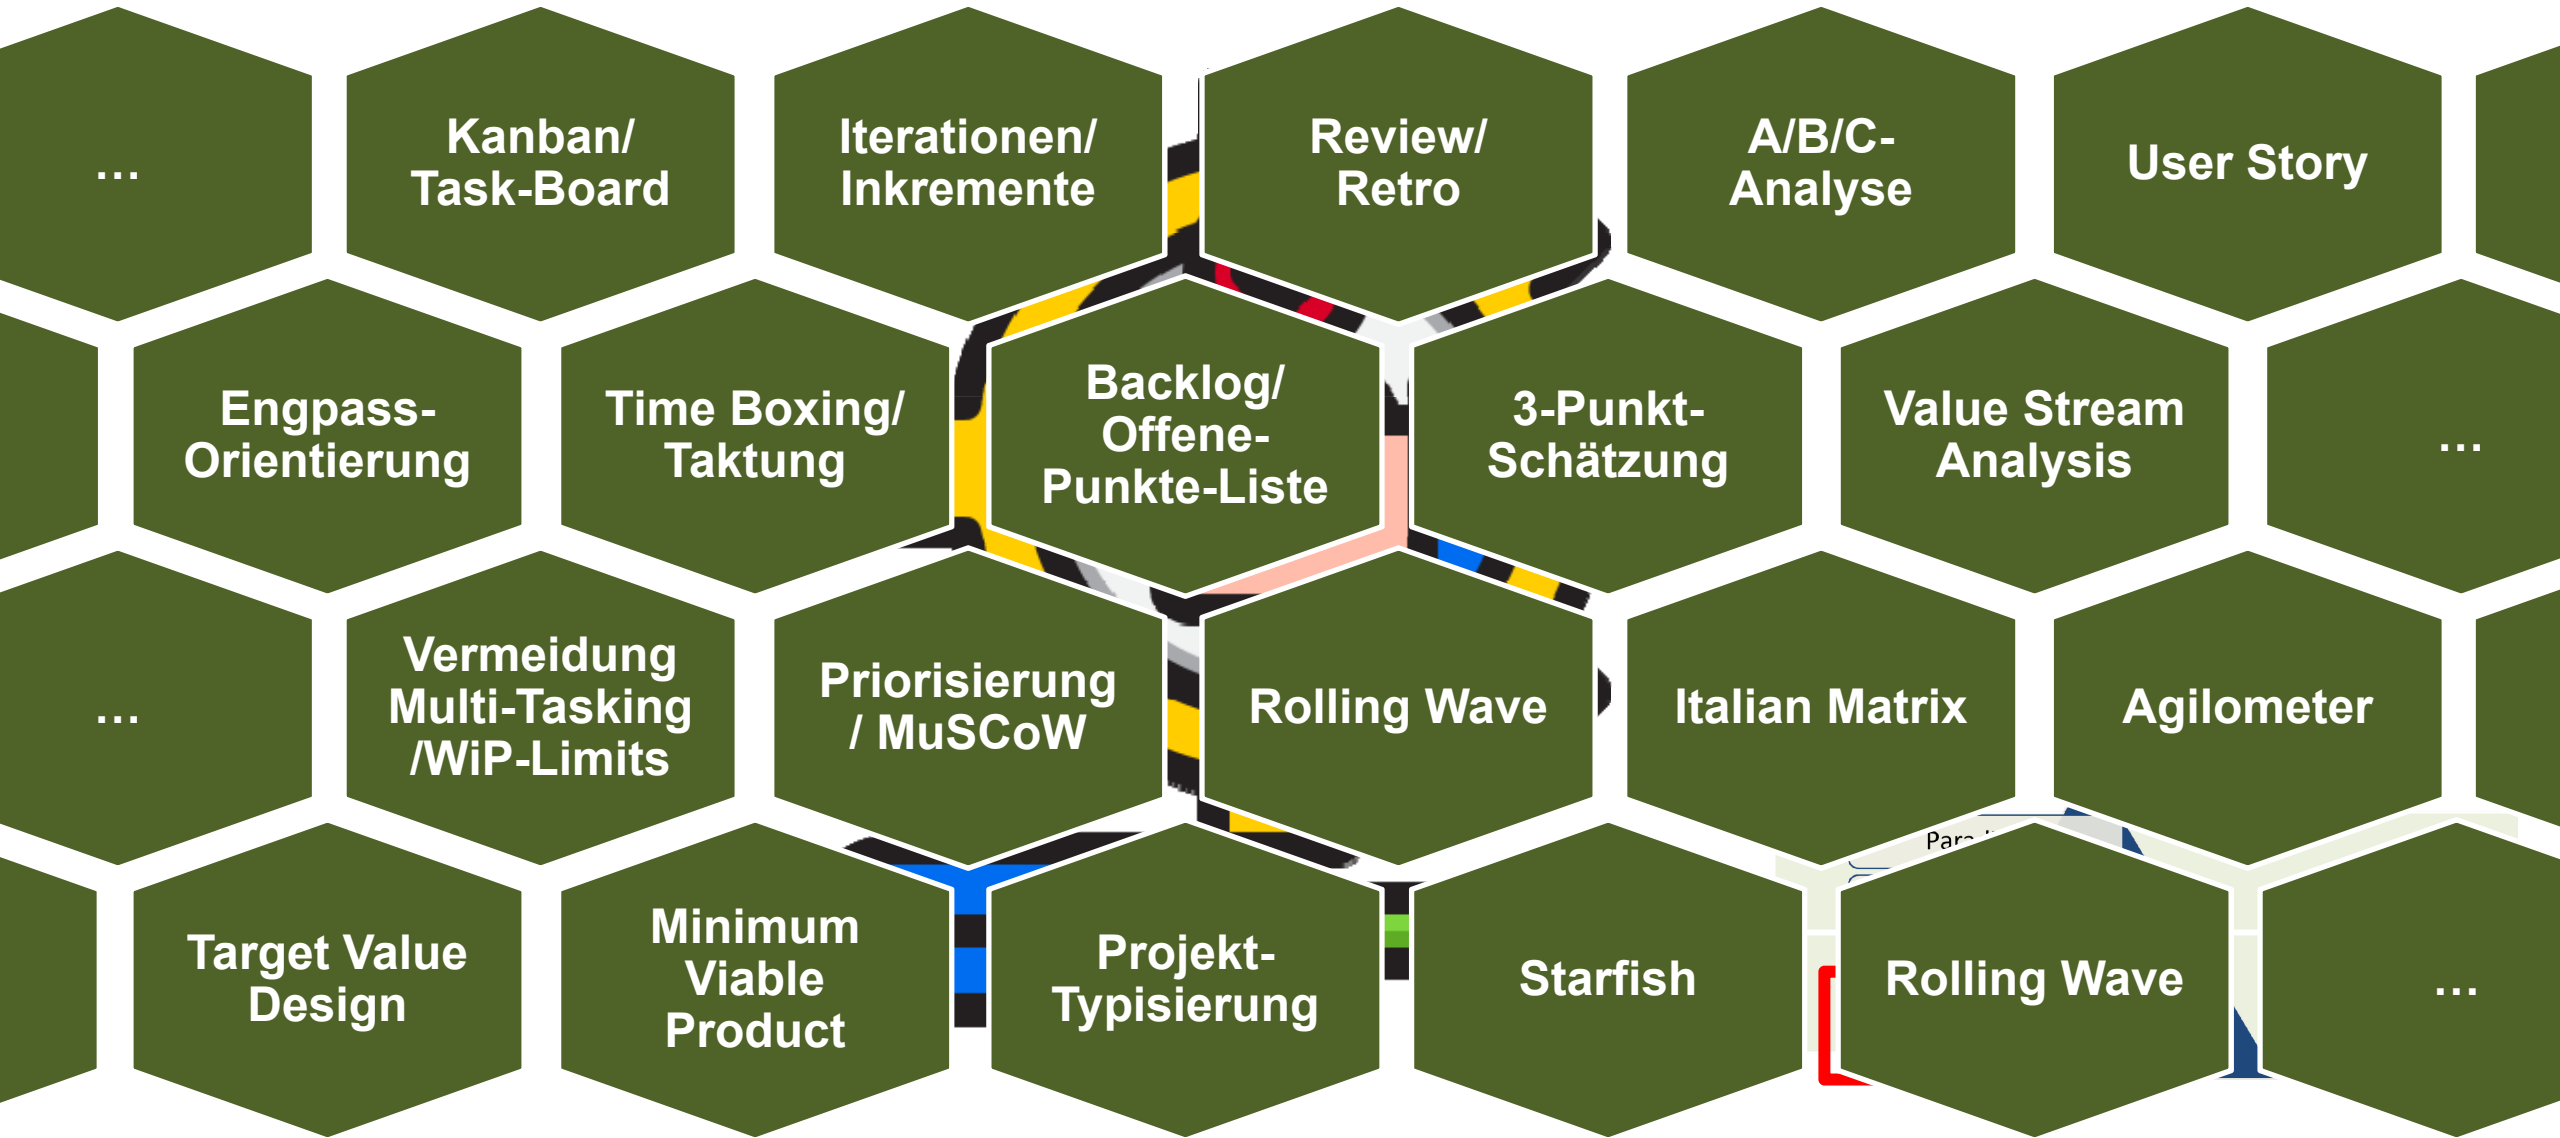 ...
Kanban/
Task-Board
Iterationen/
Inkremente
Review/
Retro
A/B/C-
Analyse
User Story
Engpass-
Orientierung
Time Boxing/
Taktung
Backlog/
Offene-
Punkte-Liste
3-Punkt-
Schätzung
Value Stream
Analysis
...
...
Vermeidung
Multi-Tasking
/WiP-Limits
Priorisierung
/ MuSCoW
Rolling Wave
Italian Matrix
Agilometer
Target Value
Design
Minimum
Viable
Product
Projekt-
Typisierung
Starfish
Rolling Wave
...